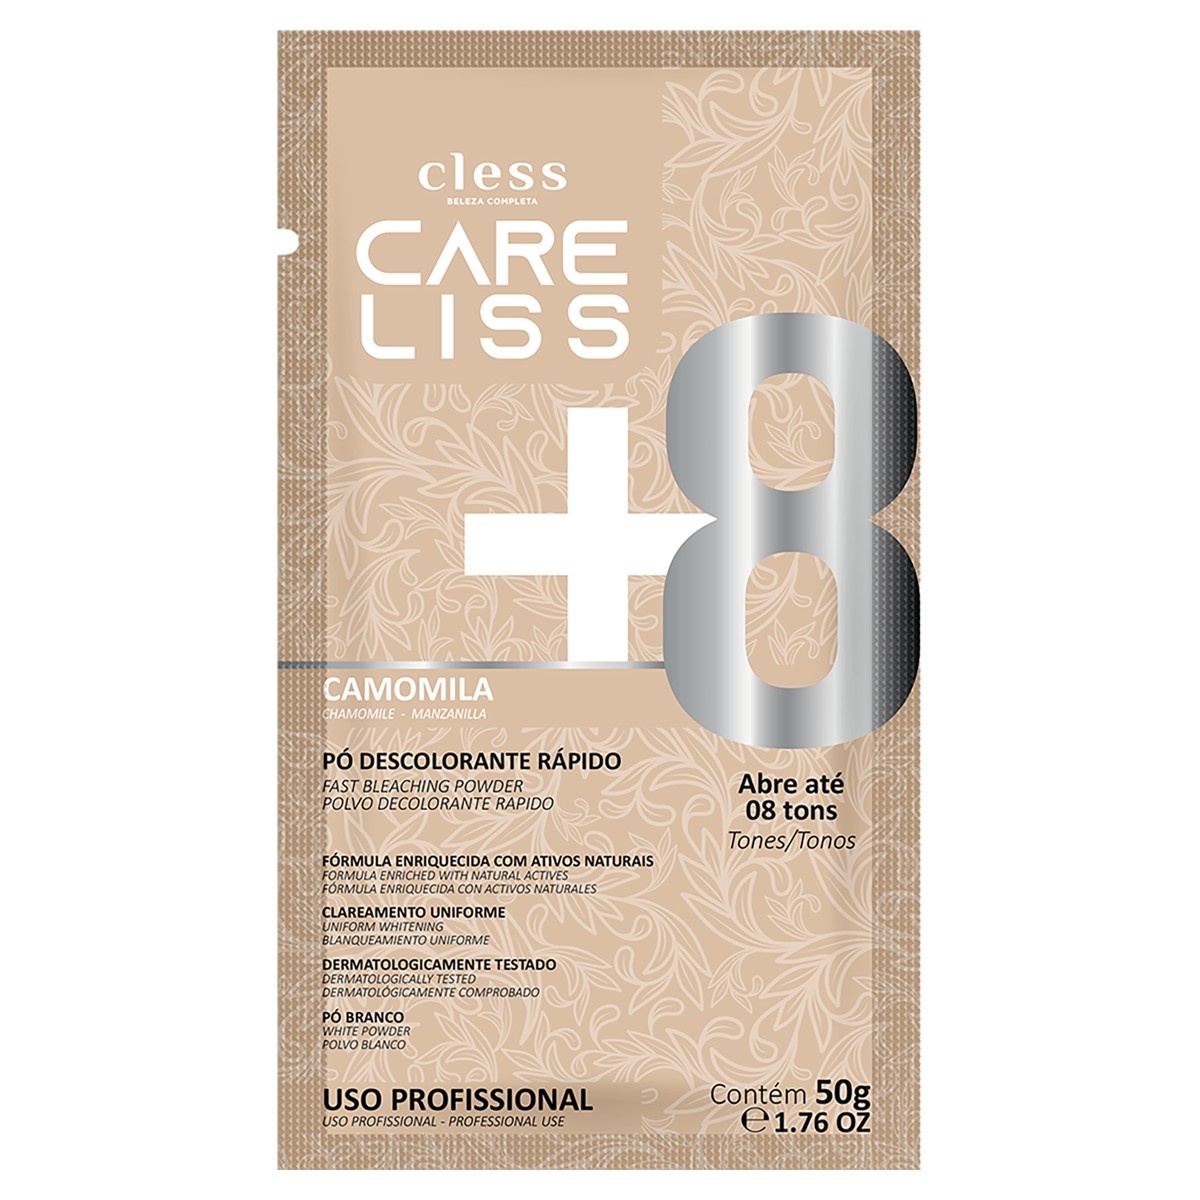 cless
BELEZA COMPLETA
CARE
LISS
+8
CAMOMILA
CHAMOMILE - MANZANILLA
PÓ DESCOLORANTE RÁPIDO
FAST BLEACHING POWDER
POLVO DECOLORANTE RAPIDO
Abre até
08 tons
Tones/Tonos
FÓRMULA ENRIQUECIDA COM ATIVOS NATURAIS
FORMULA ENRICHED WITH NATURAL ACTIVES
FÓRMULA ENRIQUECIDA CON ACTIVOS NATURALES
CLAREAMENTO UNIFORME
UNIFORM WHITENING
BLANQUEAMIENTO UNIFORME
DERMATOLOGICAMENTE TESTADO
DERMATOLOGICALLY TESTED
DERMATOLÓGICAMENTE COMPROBADO
PÓ BRANCO
WHITE POWDER
POLVO BLANCO
USO PROFISSIONAL
USO PROFISSIONAL - PROFESSIONAL USE
Contém 50g
℮1.76 OZ